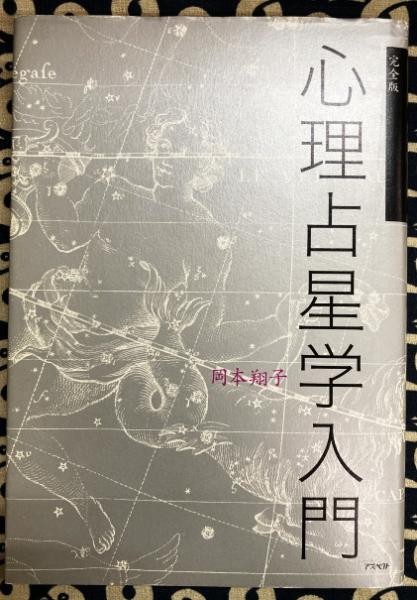 完全版
心理占星学入門
岡本翔子
アスペクト